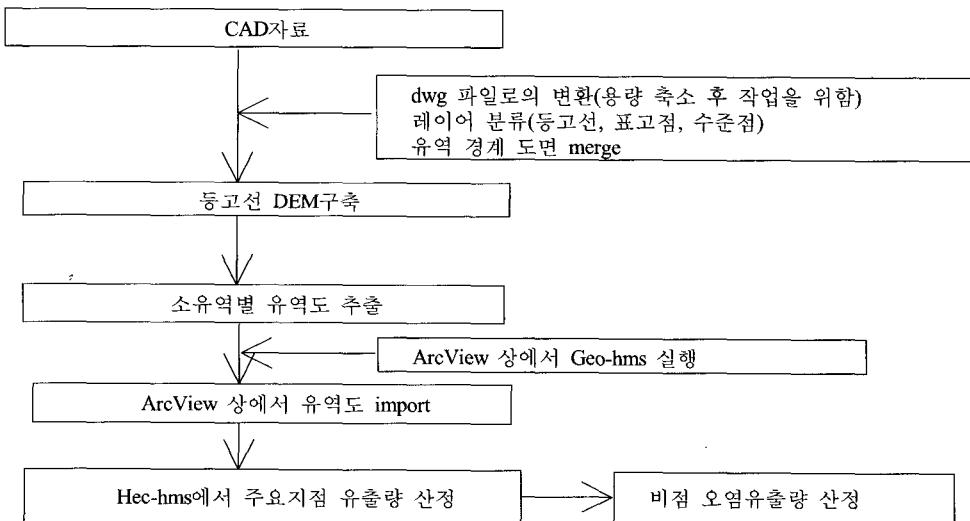 CAD자료
dwg 파일로의 변환(용량 축소 후 작업을 위함)
레이어 분류(등고선, 표고점, 수준점)
유역 경계 도면 merge
등고선 DEM구축
소유역별 유역도 추출
ArcView 상에서 Geo-hms 실행
ArcView 상에서 유역도 import
Hec-hms에서 주요지점 유출량 산정
비점 오염유출량 산정